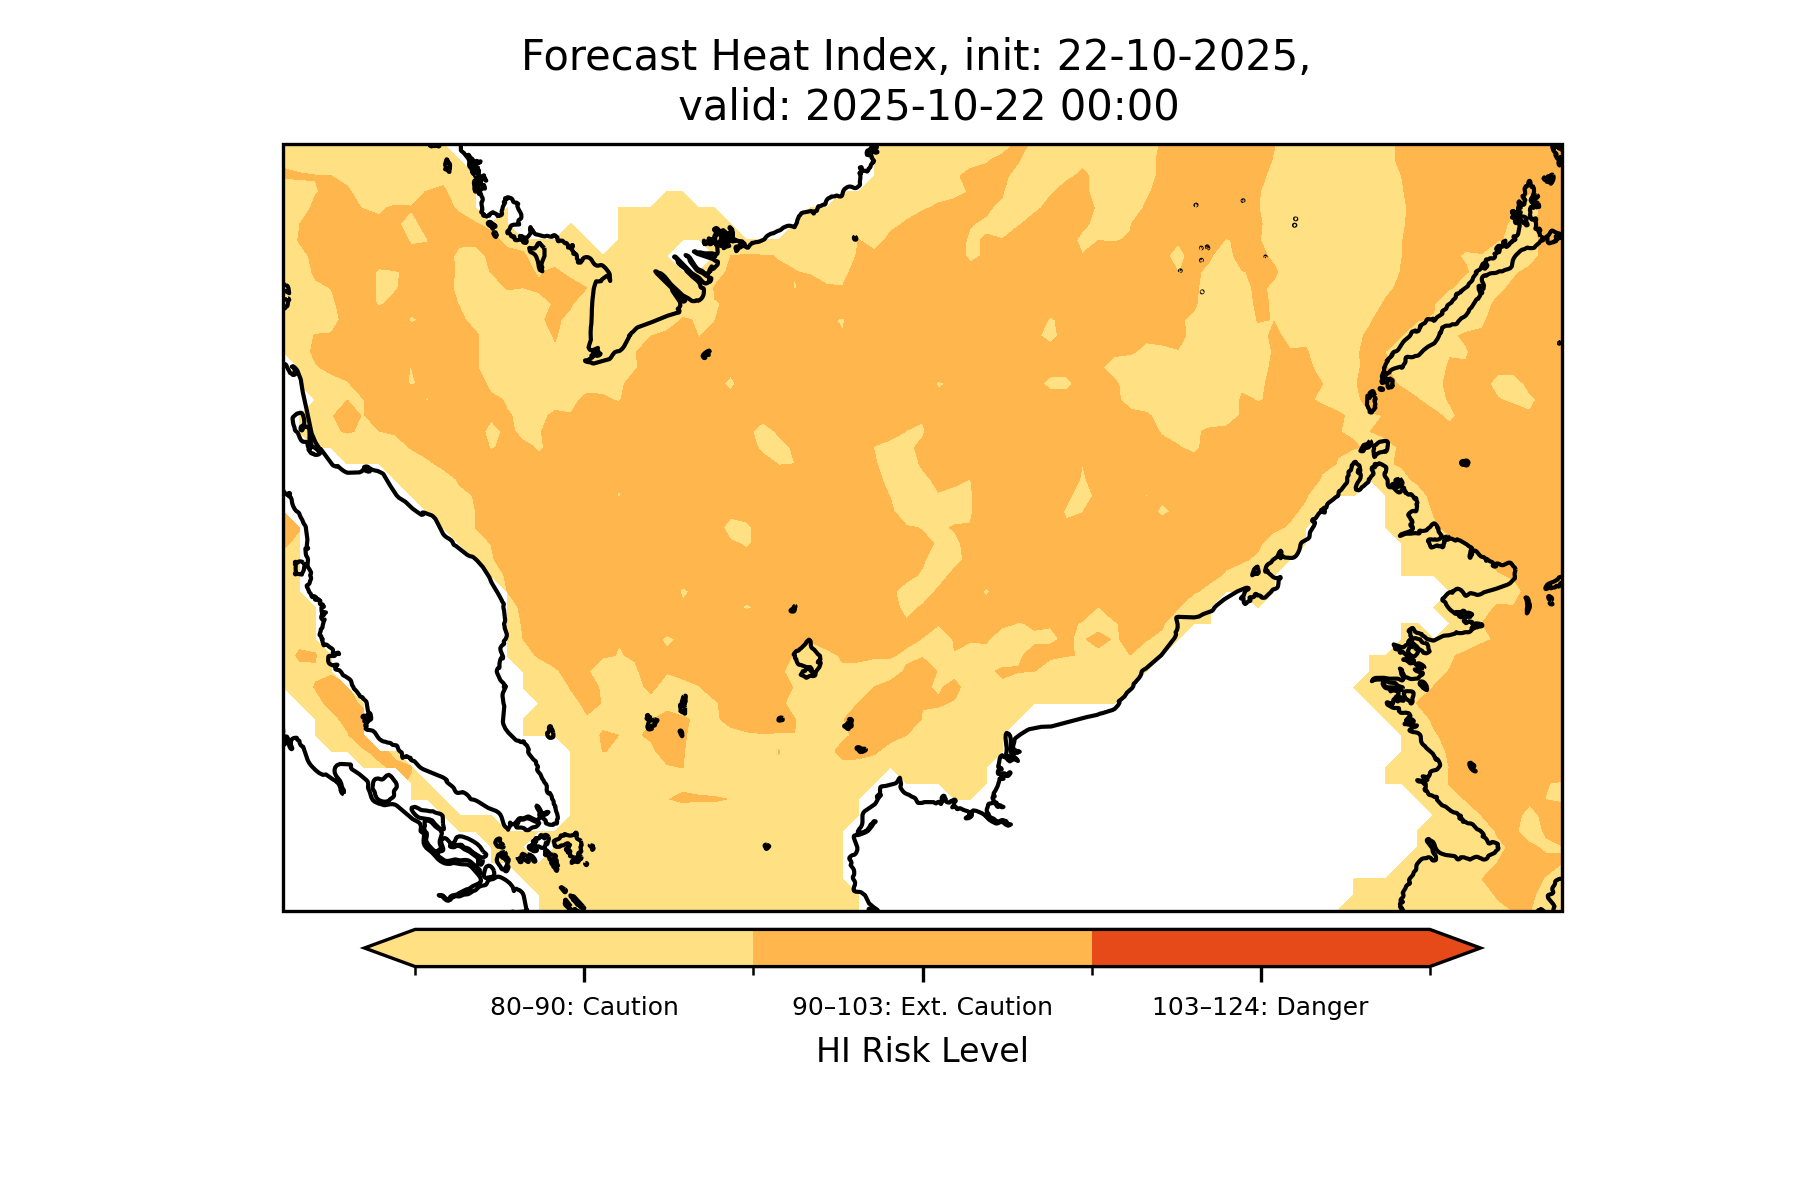 Forecast Heat Index, init: 22-10-2025,
valid: 2025-10-22 00:00
80–90: Caution
90–103: Ext. Caution
103–124: Danger
HI Risk Level